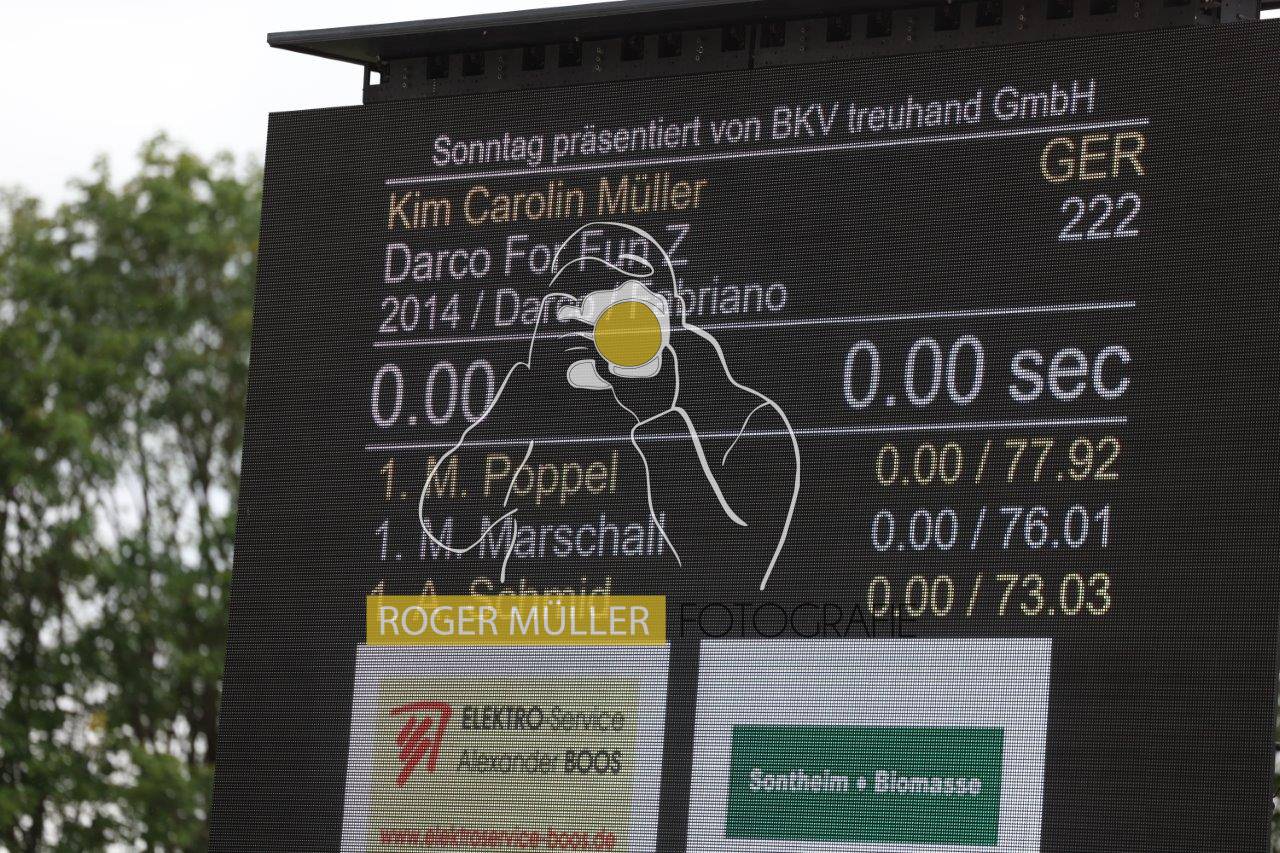 Sonntag präsentiert von BKV treuhand GmbH
Kim Carolin Müller GER
Darco For Fun Z 222
2014 /
0.00 0.00 sec
1. M. Poppel 0.00 / 77.92
1. M. Marschall 0.00 / 76.01
1. A. Schmid 0.00 / 73.03
ROGER MÜLLER FOTOGRAFIE
ELEKTRO-Service
Alexander BOOS
www.elektroservice-boos.de
Sontheim • Biomasse